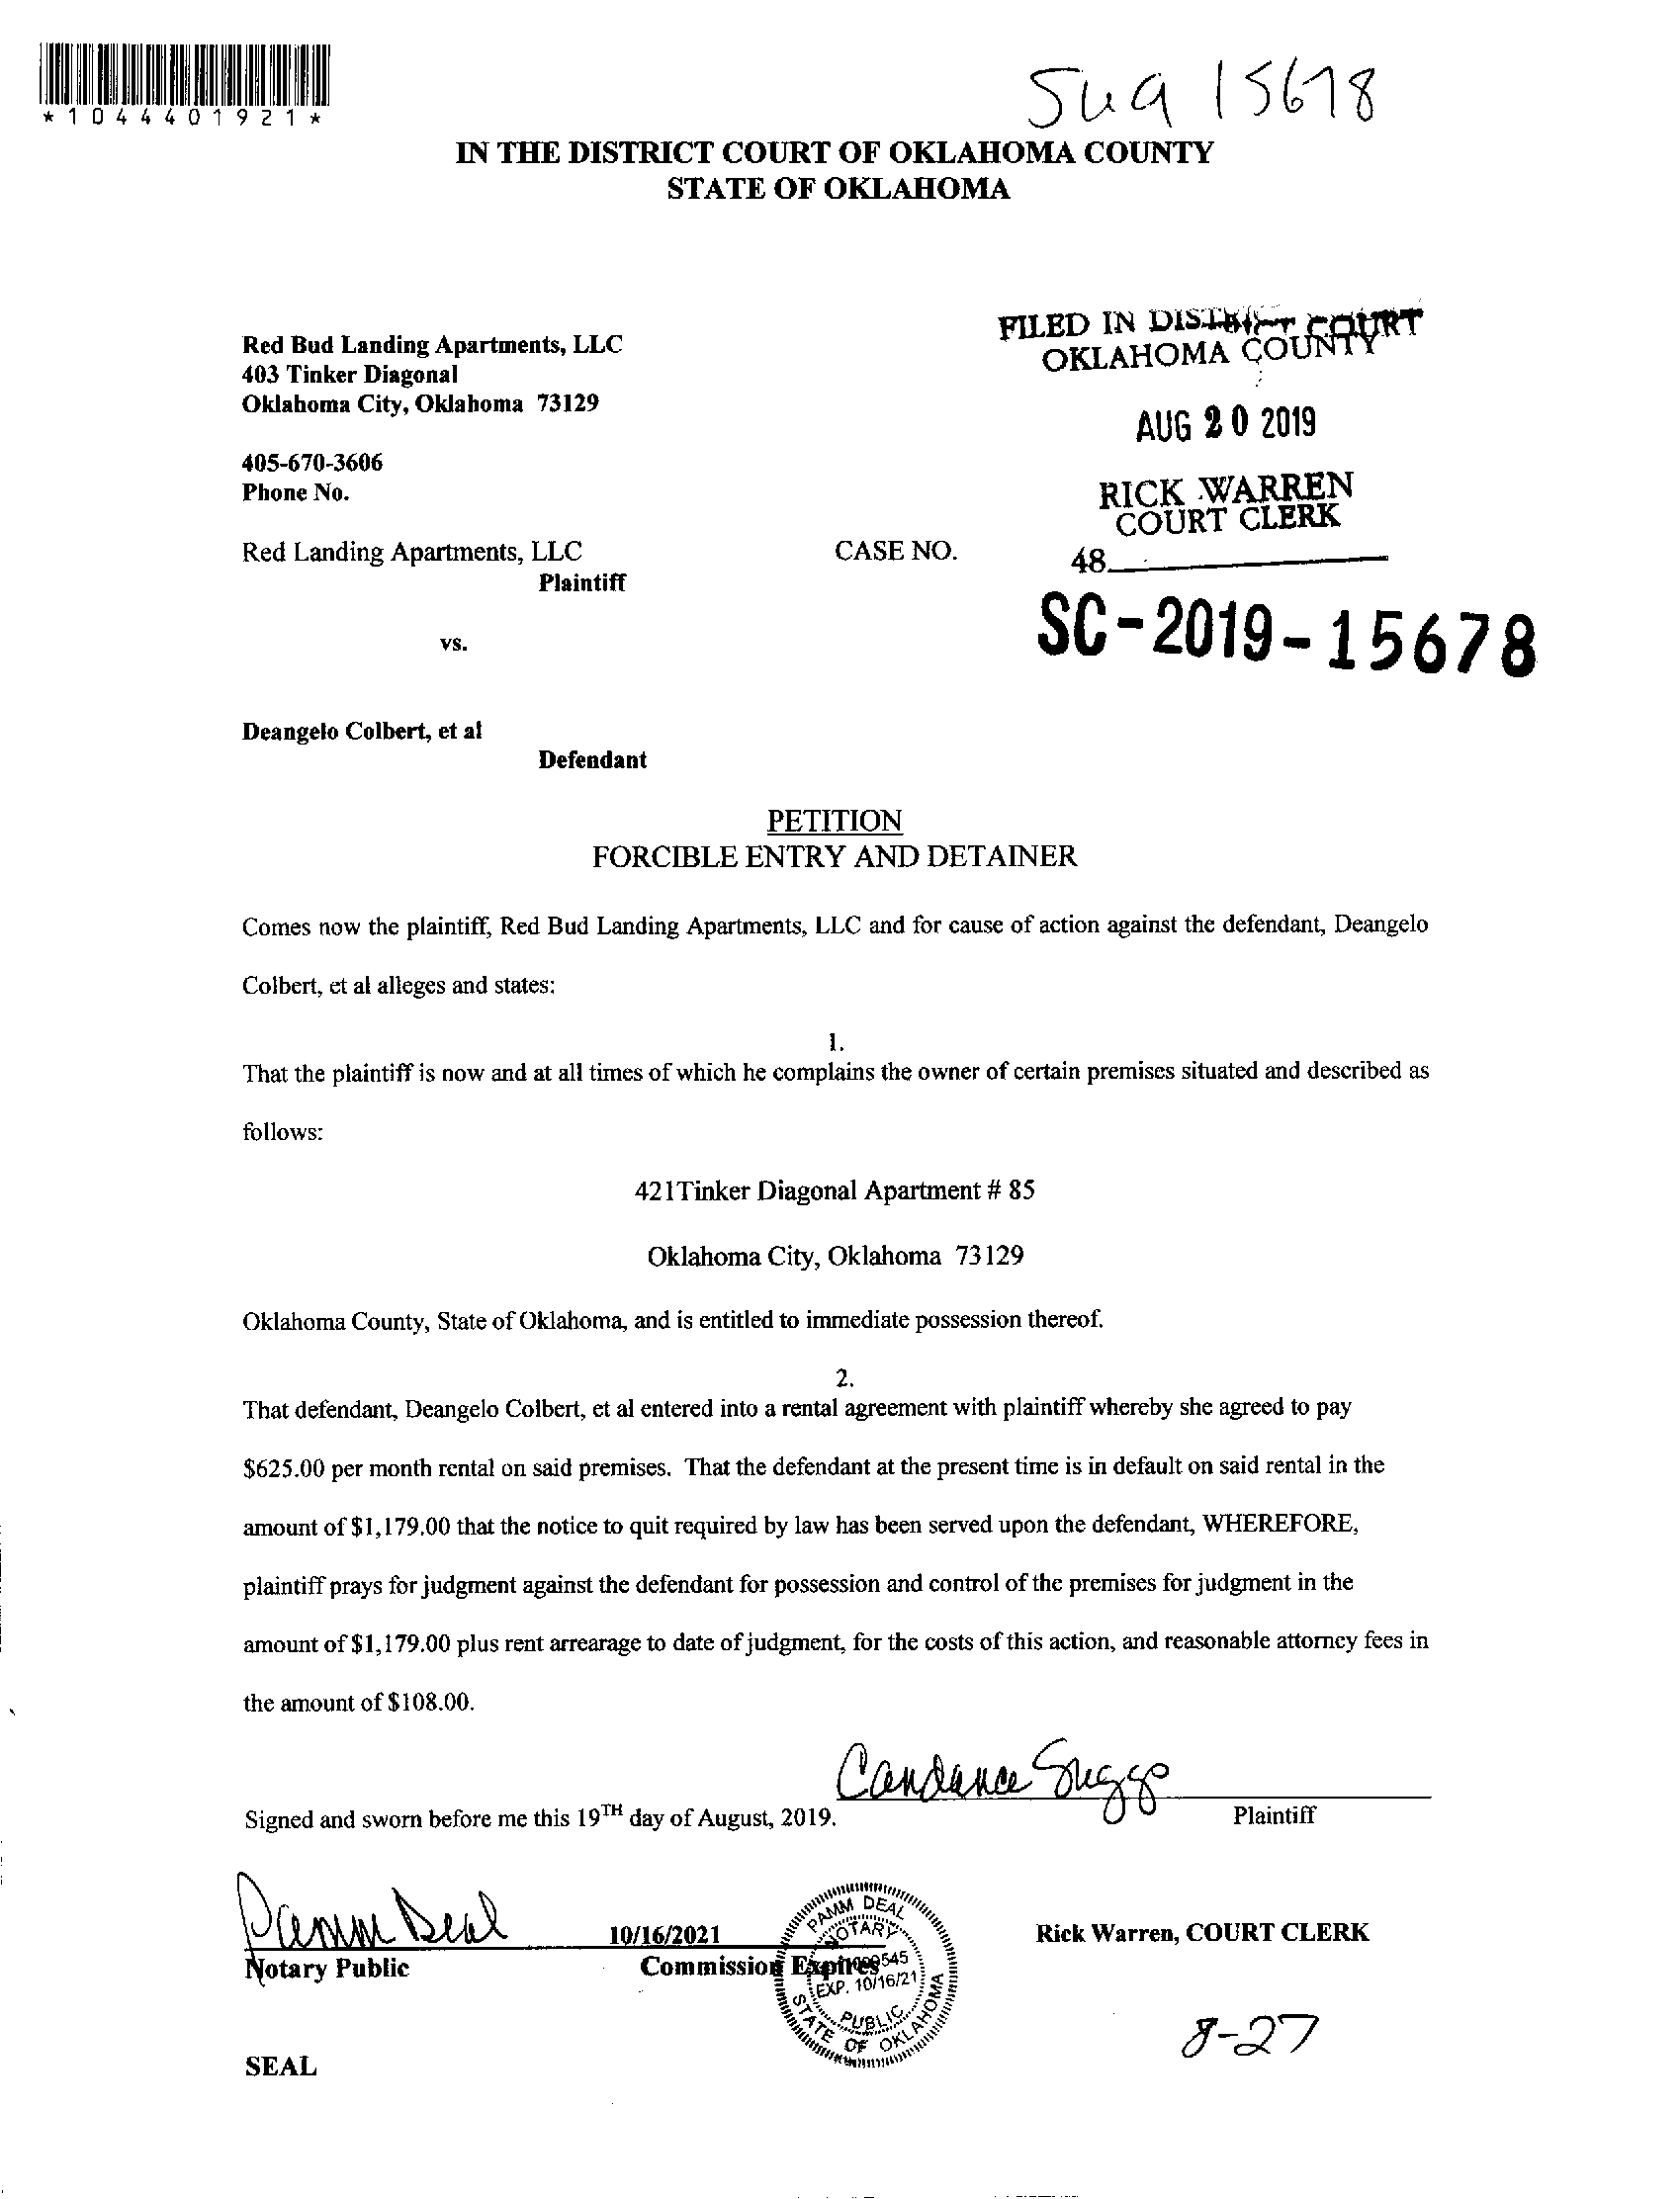 *1044401921*
15678
IN THE DISTRICT COURT OF OKLAHOMA COUNTY
STATE OF OKLAHOMA
FILED IN DISTRICT COURT
OKLAHOMA COUNTY
Red Bud Landing Apartments, LLC
403 Tinker Diagonal
Oklahoma City, Oklahoma 73129
AUG 20 2019
405-670-3606
Phone No.
RICK WARREN
COURT CLERK
Red Landing Apartments, LLC
CASE NO.
48
Plaintiff
SC-2019-15678
vs.
Deangelo Colbert, et al
Defendant
PETITION
FORCIBLE ENTRY AND DETAINER
Comes now the plaintiff, Red Bud Landing Apartments, LLC and for cause of action against the defendant, Deangelo
Colbert, et al alleges and states:
1.
That the plaintiff is now and at all times of which he complains the owner of certain premises situated and described as
follows:
421Tinker Diagonal Apartment # 85
Oklahoma City, Oklahoma 73129
Oklahoma County, State of Oklahoma, and is entitled to immediate possession thereof.
2.
That defendant, Deangelo Colbert, et al entered into a rental agreement with plaintiff whereby she agreed to pay
$625.00 per month rental on said premises. That the defendant at the present time is in default on said rental in the
amount of $1,179.00 that the notice to quit required by law has been served upon the defendant, WHEREFORE,
plaintiff prays for judgment against the defendant for possession and control of the premises for judgment in the
amount of $1,179.00 plus rent arrearage to date of judgment, for the costs of this action, and reasonable attorney fees in
the amount of $108.00.
Candance Suggs
Signed and sworn before me this 19TH day of August, 2019.
Plaintiff
Pamm Deal
10/16/2021
Rick Warren, COURT CLERK
Notary Public
Commission Expires
PAMM DEAL
NOTARY
EXP. 10/16/21
PUBLIC
STATE OF OKLAHOMA
8-27
SEAL